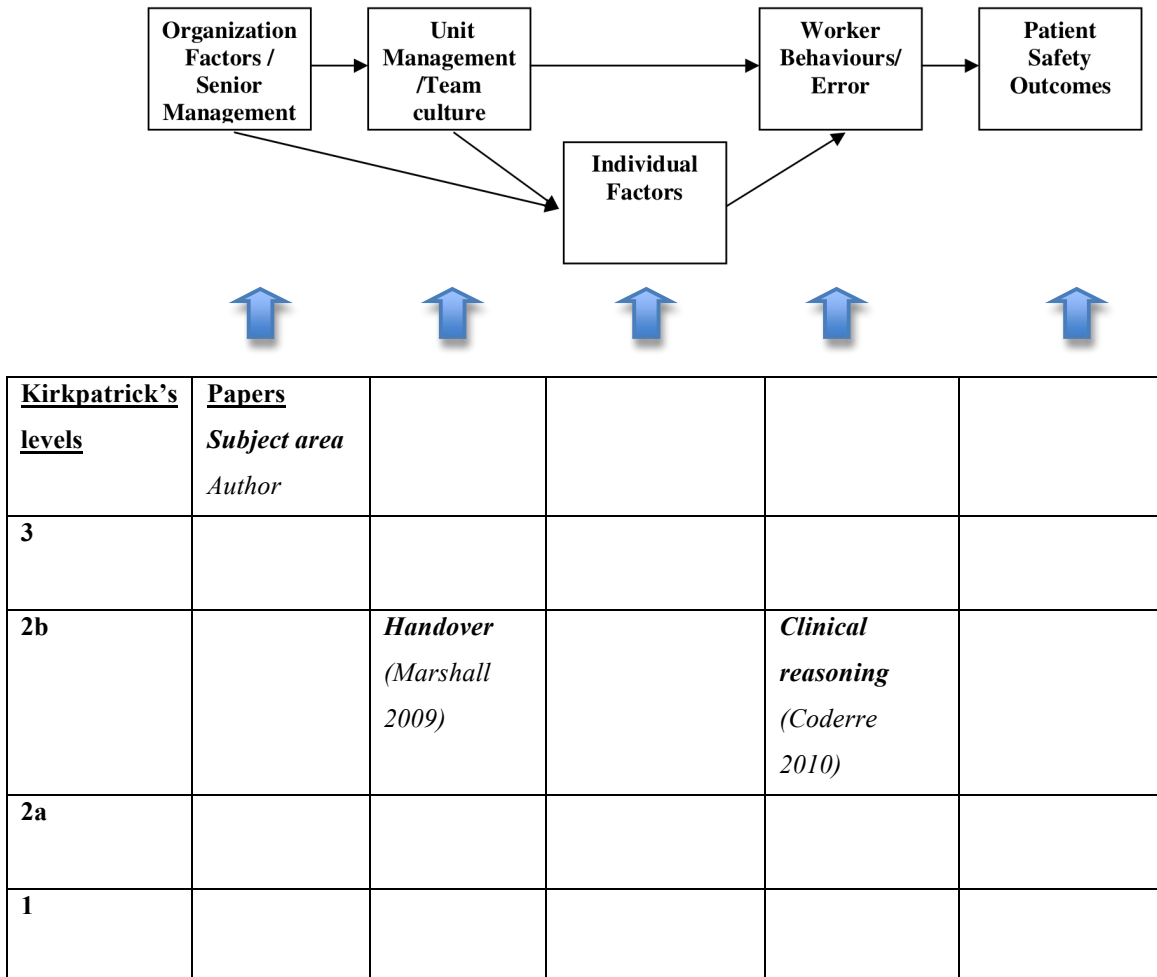 Organization
Factors /
Senior
Management
Unit
Management
/Team
culture
Worker
Behaviours/
Error
Patient
Safety
Outcomes
Individual
Factors
Kirkpatrick’s
levels
Papers
Subject area
Author
3
2b
Handover
(Marshall
2009)
Clinical
reasoning
(Coderre
2010)
2a
1